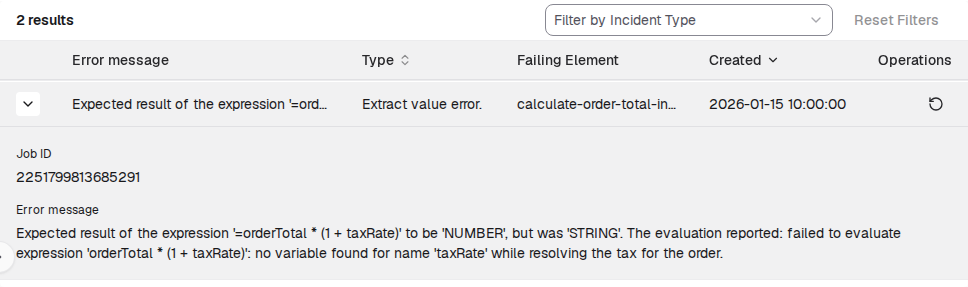 2 results
Filter by Incident Type
Reset Filters
Error message Type Failing Element Created Operations
Expected result of the expression '=ord... Extract value error. calculate-order-total-in... 2026-01-15 10:00:00
Job ID
2251799813685291
Error message
Expected result of the expression '=orderTotal * (1 + taxRate)' to be 'NUMBER', but was 'STRING'. The evaluation reported: failed to evaluate
expression 'orderTotal * (1 + taxRate)': no variable found for name 'taxRate' while resolving the tax for the order.